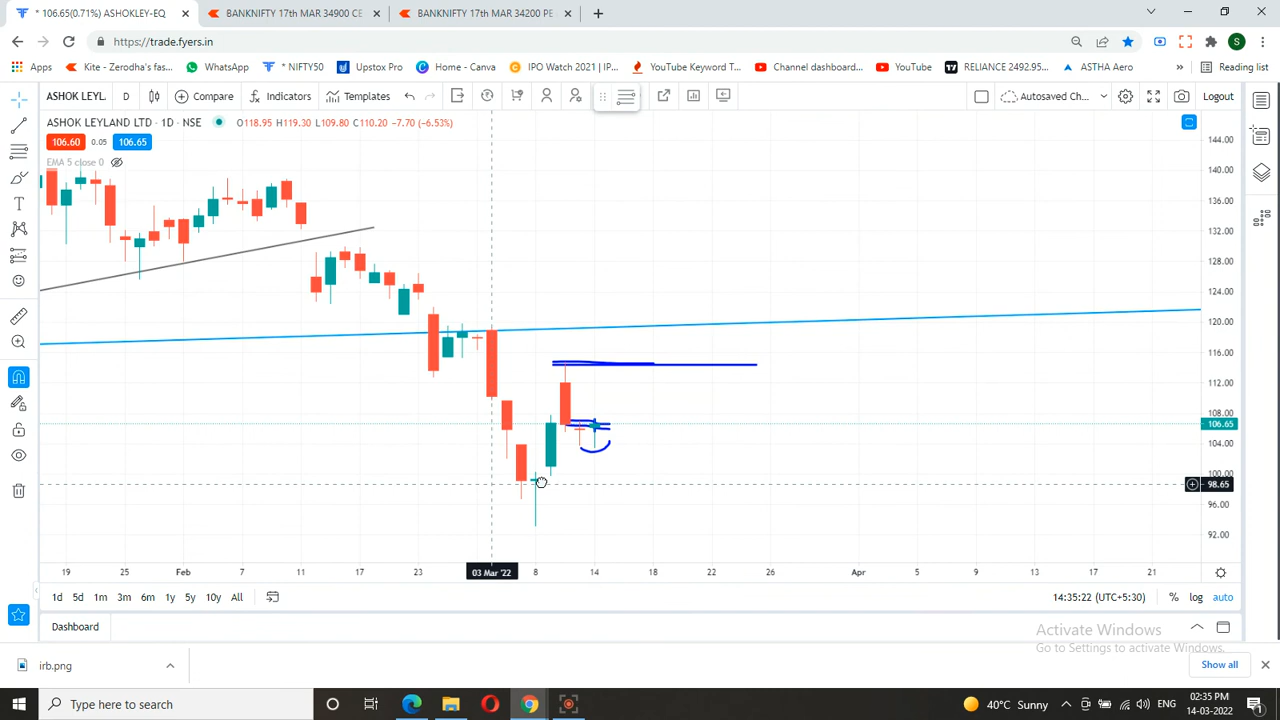 * 106.65(0.71%) ASHOKLEY-EQ
BANKNIFTY 17th MAR 34900 CE
BANKNIFTY 17th MAR 34200 PE
https://trade.fyers.in
S
Apps
Kite - Zerodha's fas...
WhatsApp
* NIFTY50
Upstox Pro
Home - Canva
IPO Watch 2021 | IP...
YouTube Keyword T...
Channel dashboard...
YouTube
RELIANCE 2492.95...
ASTHA Aero
Reading list
ASHOK LEYL.
D
Compare
Indicators
Templates
Autosaved Ch...
Logout
ASHOK LEYLAND LTD · 1D · NSE
O118.95 H119.30 L109.80 C110.20 -7.70 (-6.53%)
106.60
0.05
106.65
EMA 5 close 0
144.00
140.00
136.00
132.00
128.00
124.00
120.00
116.00
112.00
108.00
106.65
104.00
100.00
98.65
96.00
92.00
19
25
Feb
7
11
17
23
03 Mar '22
8
14
18
22
26
Apr
5
9
13
17
21
1d
5d
1m
3m
6m
1y
5y
10y
All
14:35:22 (UTC+5:30)
%
log
auto
Dashboard
Activate Windows
Go to Settings to activate Windows.
irb.png
Show all
Type here to search
40°C Sunny
ENG
02:35 PM
14-03-2022
1